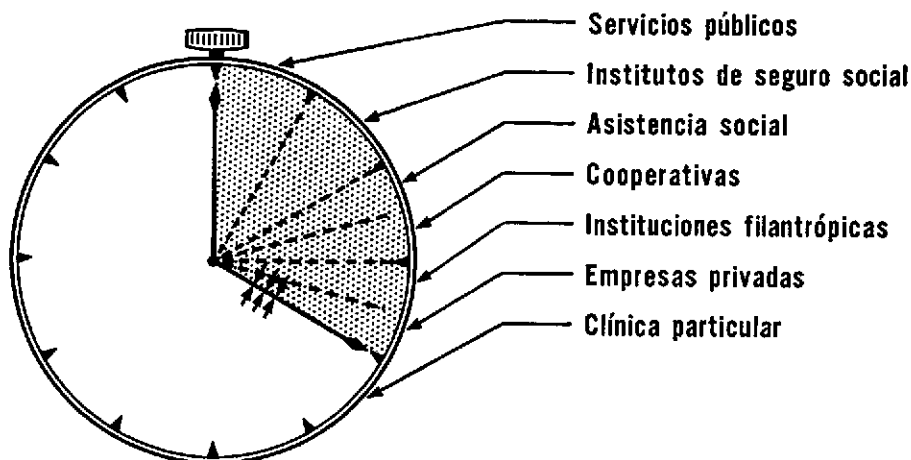 Servicios públicos
Institutos de seguro social
Asistencia social
Cooperativas
Instituciones filantrópicas
Empresas privadas
Clínica particular